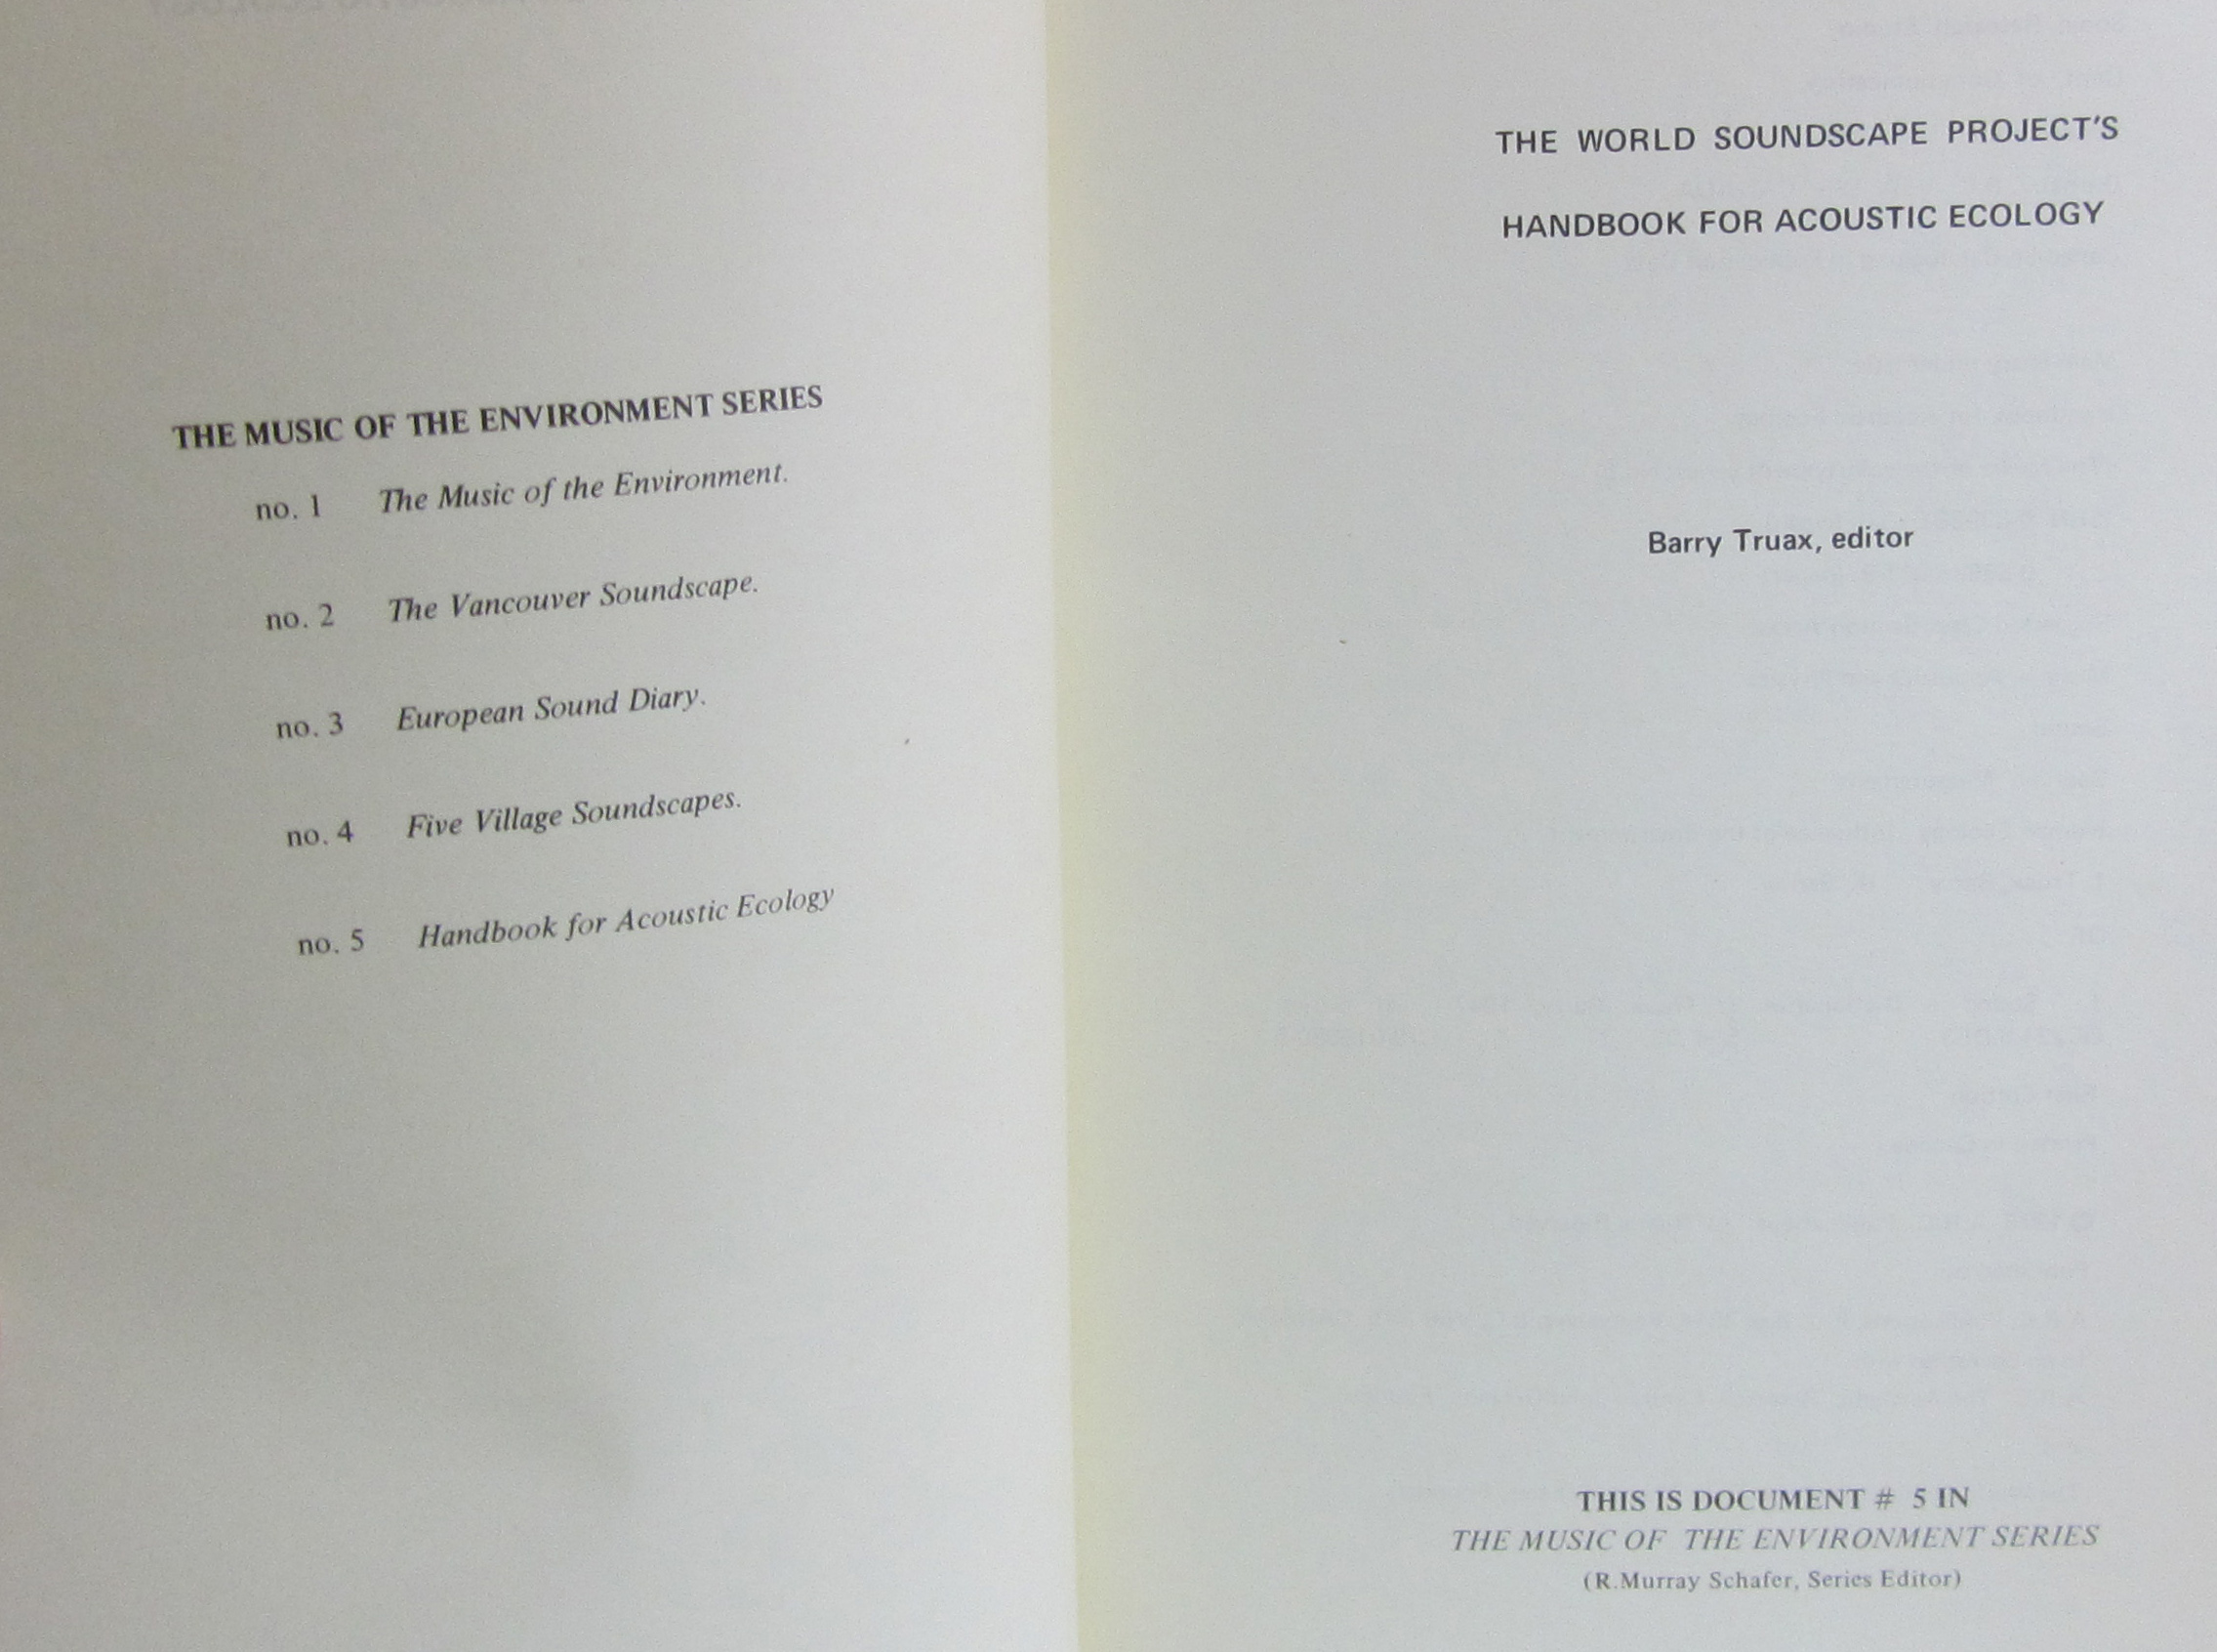 THE MUSIC OF THE ENVIRONMENT SERIES
no. 1 The Music of the Environment.
no. 2 The Vancouver Soundscape.
no. 3 European Sound Diary.
no. 4 Five Village Soundscapes.
no. 5 Handbook for Acoustic Ecology
THE WORLD SOUNDSCAPE PROJECT'S
HANDBOOK FOR ACOUSTIC ECOLOGY
Barry Truax, editor
THIS IS DOCUMENT # 5 IN
THE MUSIC OF THE ENVIRONMENT SERIES
(R.Murray Schafer, Series Editor)